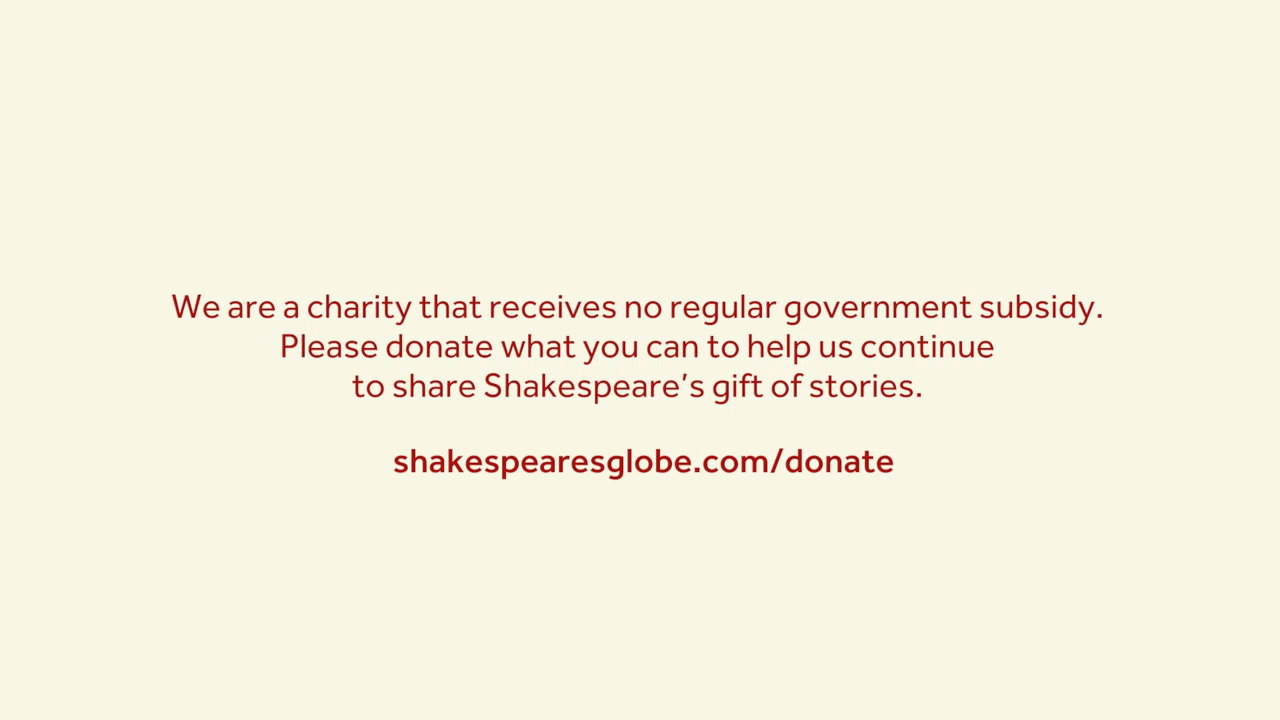 We are a charity that receives no regular government subsidy.
Please donate what you can to help us continue
to share Shakespeare's gift of stories.
shakespearesglobe.com/donate